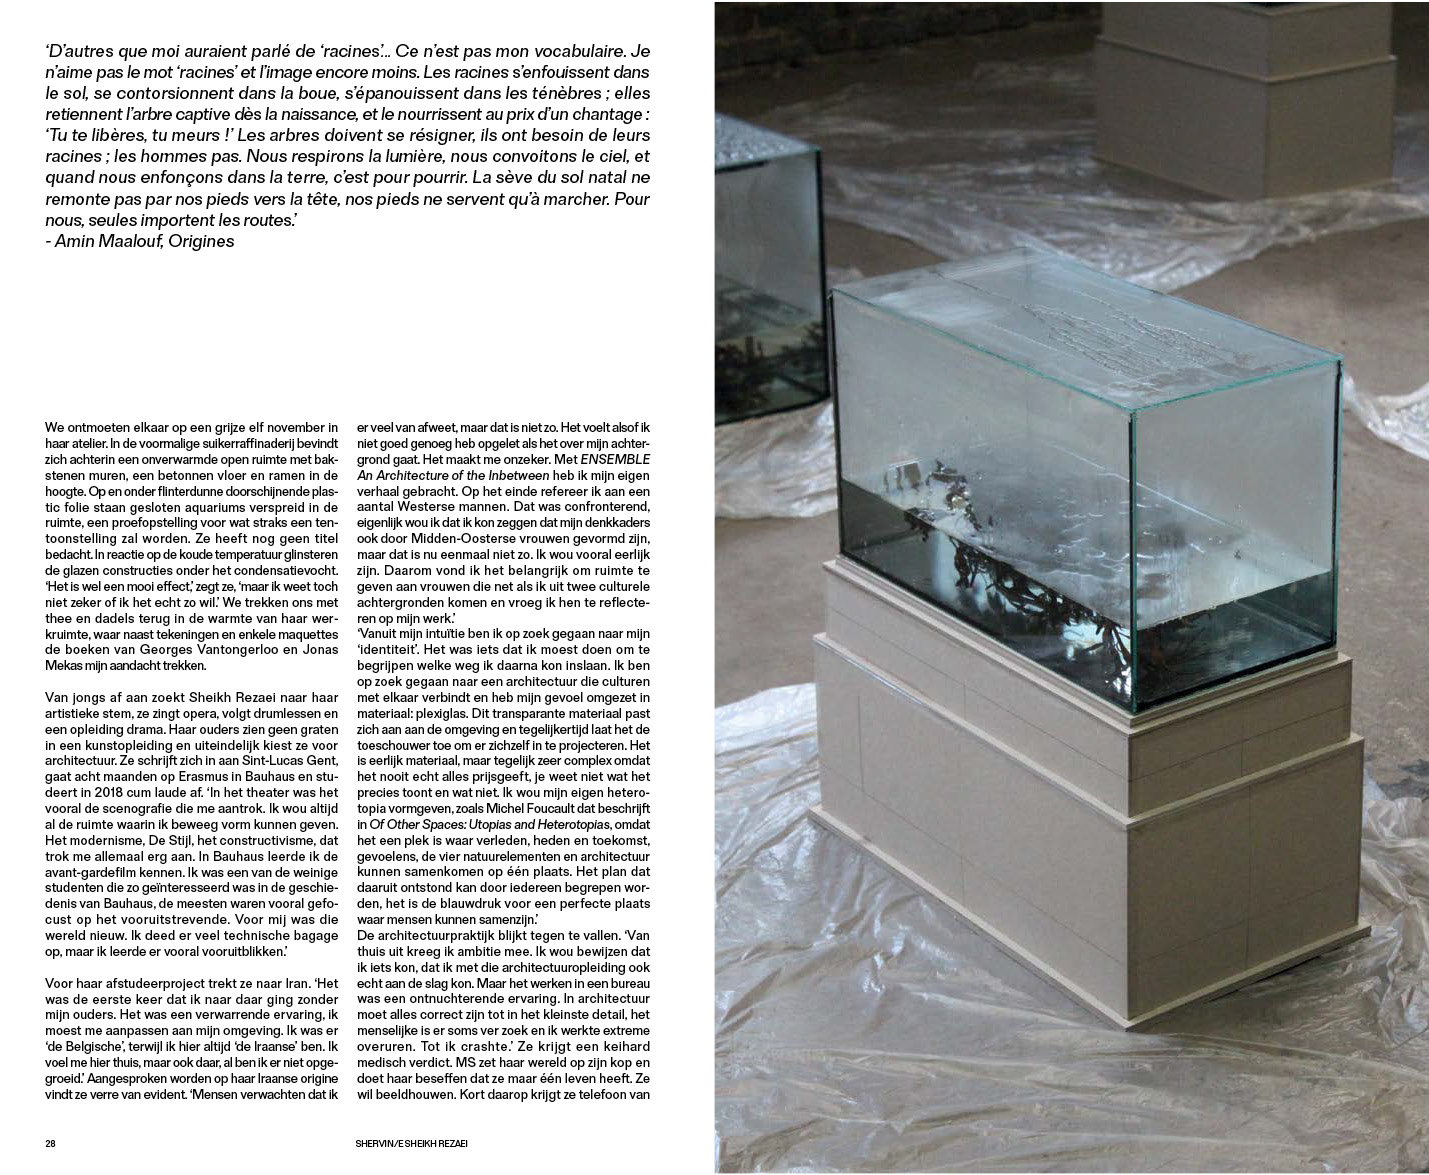 ‘D’autres que moi auraient parlé de ‘racines’... Ce n’est pas mon vocabulaire. Je
n’aime pas le mot ‘racines’ et l’image encore moins. Les racines s’enfouissent dans
le sol, se contorsionnent dans la boue, s’épanouissent dans les ténèbres ; elles
retiennent l’arbre captive dès la naissance, et le nourrissent au prix d’un chantage :
‘Tu te libères, tu meurs !’ Les arbres doivent se résigner, ils ont besoin de leurs
racines ; les hommes pas. Nous respirons la lumière, nous convoitons le ciel, et
quand nous enfonçons dans la terre, c’est pour pourrir. La sève du sol natal ne
remonte pas par nos pieds vers la tête, nos pieds ne servent qu’à marcher. Pour
nous, seules importent les routes.’
- Amin Maalouf, Origines
We ontmoeten elkaar op een grijze elf november in
haar atelier. In de voormalige suikerraffinaderij bevindt
zich achterin een onverwarmde open ruimte met bak-
stenen muren, een betonnen vloer en ramen in de
hoogte. Op en onder flinterdunne doorschijnende plas-
tic folie staan gesloten aquariums verspreid in de
ruimte, een proefopstelling voor wat straks een ten-
toonstelling zal worden. Ze heeft nog geen titel
bedacht. In reactie op de koude temperatuur glinsteren
de glazen constructies onder het condensatievocht.
‘Het is wel een mooi effect,’ zegt ze, ‘maar ik weet toch
niet zeker of ik het echt zo wil.’ We trekken ons met
thee en dadels terug in de warmte van haar wer-
kruimte, waar naast tekeningen en enkele maquettes
de boeken van Georges Vantongerloo en Jonas
Mekas mijn aandacht trekken.
Van jongs af aan zoekt Sheikh Rezaei naar haar
artistieke stem, ze zingt opera, volgt drumlessen en
een opleiding drama. Haar ouders zien geen graten
in een kunstopleiding en uiteindelijk kiest ze voor
architectuur. Ze schrijft zich in aan Sint-Lucas Gent,
gaat acht maanden op Erasmus in Bauhaus en stu-
deert in 2018 cum laude af. ‘In het theater was het
vooral de scenografie die me aantrok. Ik wou altijd
al de ruimte waarin ik beweeg vorm kunnen geven.
Het modernisme, De Stijl, het constructivisme, dat
trok me allemaal erg aan. In Bauhaus leerde ik de
avant-gardefilm kennen. Ik was een van de weinige
studenten die zo geïnteresseerd was in de geschie-
denis van Bauhaus, de meesten waren vooral gefo-
cust op het vooruitstrevende. Voor mij was die
wereld nieuw. Ik deed er veel technische bagage
op, maar ik leerde er vooral vooruitblikken.’
Voor haar afstudeerproject trekt ze naar Iran. ‘Het
was de eerste keer dat ik naar daar ging zonder
mijn ouders. Het was een verwarrende ervaring, ik
moest me aanpassen aan mijn omgeving. Ik was er
‘de Belgische’, terwijl ik hier altijd ‘de Iraanse’ ben. Ik
voel me hier thuis, maar ook daar, al ben ik er niet opge-
groeid.’ Aangesproken worden op haar Iraanse origine
vindt ze verre van evident. ‘Mensen verwachten dat ik
er veel van afweet, maar dat is niet zo. Het voelt alsof ik
niet goed genoeg heb opgelet als het over mijn achter-
grond gaat. Het maakt me onzeker. Met ENSEMBLE
An Architecture of the Inbetween heb ik mijn eigen
verhaal gebracht. Op het einde refereer ik aan een
aantal Westerse mannen. Dat was confronterend,
eigenlijk wou ik dat ik kon zeggen dat mijn denkkaders
ook door Midden-Oosterse vrouwen gevormd zijn,
maar dat is nu eenmaal niet zo. Ik wou vooral eerlijk
zijn. Daarom vond ik het belangrijk om ruimte te
geven aan vrouwen die net als ik uit twee culturele
achtergronden komen en vroeg ik hen te reflecte-
ren op mijn werk.’
‘Vanuit mijn intuïtie ben ik op zoek gegaan naar mijn
‘identiteit’. Het was iets dat ik moest doen om te
begrijpen welke weg ik daarna kon inslaan. Ik ben
op zoek gegaan naar een architectuur die culturen
met elkaar verbindt en heb mijn gevoel omgezet in
materiaal: plexiglas. Dit transparante materiaal past
zich aan aan de omgeving en tegelijkertijd laat het de
toeschouwer toe om er zichzelf in te projecteren. Het
is eerlijk materiaal, maar tegelijk zeer complex omdat
het nooit echt alles prijsgeeft, je weet niet wat het
precies toont en wat niet. Ik wou mijn eigen hetero-
topia vormgeven, zoals Michel Foucault dat beschrijft
in Of Other Spaces: Utopias and Heterotopias, omdat
het een plek is waar verleden, heden en toekomst,
gevoelens, de vier natuurelementen en architectuur
kunnen samenkomen op één plaats. Het plan dat
daaruit ontstond kan door iedereen begrepen wor-
den, het is de blauwdruk voor een perfecte plaats
waar mensen kunnen samenzijn.’
De architectuurpraktijk blijkt tegen te vallen. ‘Van
thuis uit kreeg ik ambitie mee. Ik wou bewijzen dat
ik iets kon, dat ik met die architectuuropleiding ook
echt aan de slag kon. Maar het werken in een bureau
was een ontnuchterende ervaring. In architectuur
moet alles correct zijn tot in het kleinste detail, het
menselijke is er soms ver zoek en ik werkte extreme
overuren. Tot ik crashte.’ Ze krijgt een keihard
medisch verdict. MS zet haar wereld op zijn kop en
doet haar beseffen dat ze maar één leven heeft. Ze
wil beeldhouwen. Kort daarop krijgt ze telefoon van
28
SHERVIN/E SHEIKH REZAEI